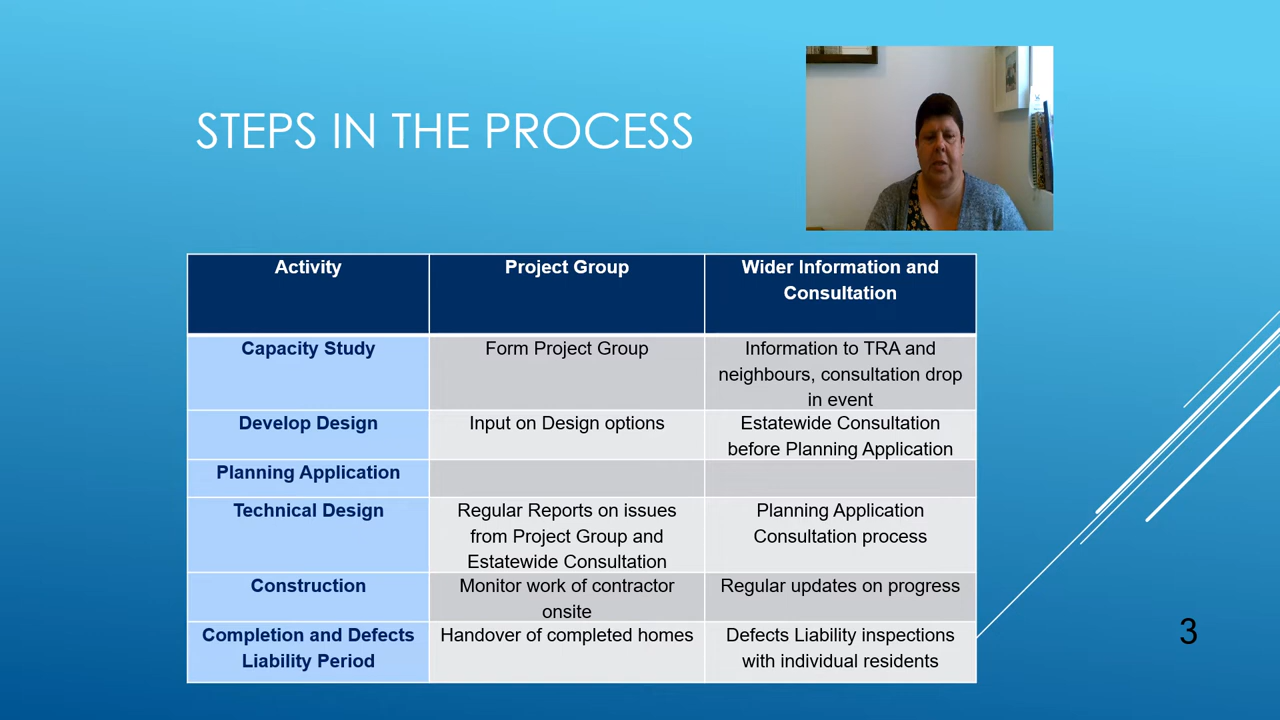 STEPS IN THE PROCESS
Activity
Project Group
Wider Information and
Consultation
Capacity Study
Form Project Group
Information to TRA and
neighbours, consultation drop
in event
Develop Design
Input on Design options
Estatewide Consultation
before Planning Application
Planning Application
Technical Design
Regular Reports on issues
from Project Group and
Estatewide Consultation
Planning Application
Consultation process
Construction
Monitor work of contractor
onsite
Regular updates on progress
Completion and Defects
Liability Period
Handover of completed homes
Defects Liability inspections
with individual residents
3